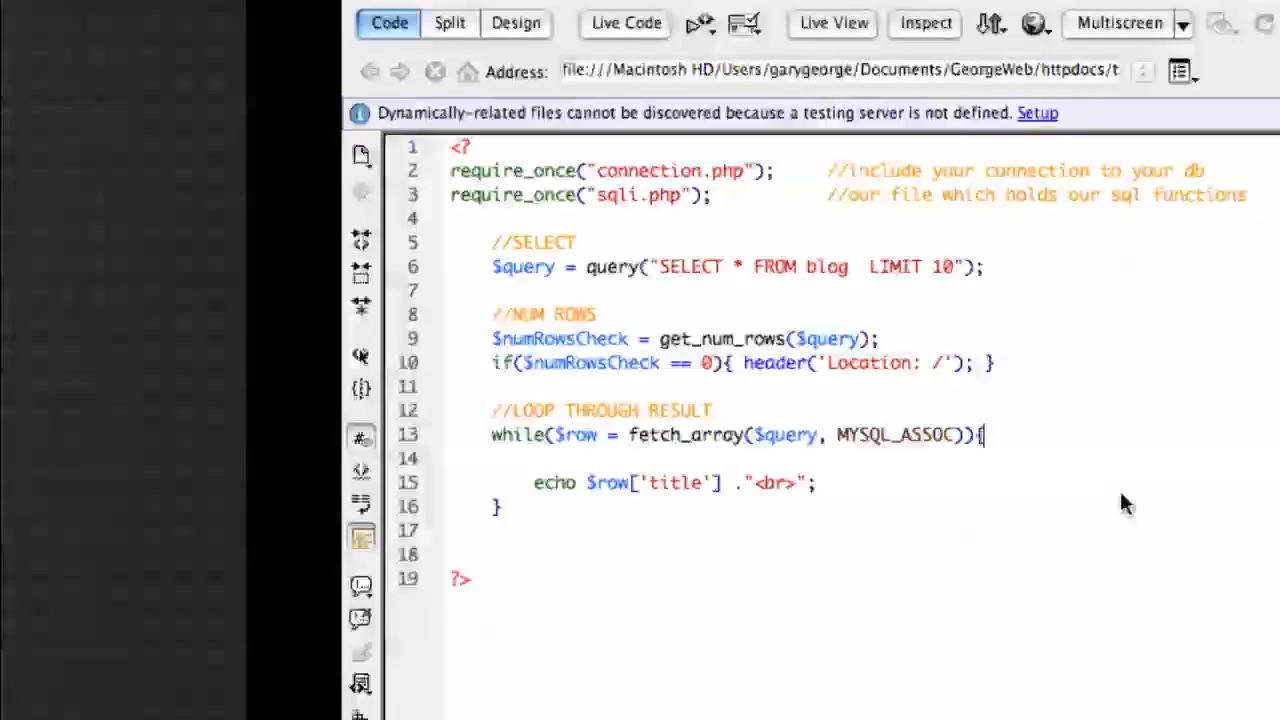 Code Split Design Live Code Live View Inspect Multiscreen
Address: file:///Macintosh HD/Users/garygeorge/Documents/GeorgeWeb/httpdocs/t
Dynamically-related files cannot be discovered because a testing server is not defined. Setup
1 <?
2 require_once("connection.php"); //include your connection to your db
3 require_once("sqli.php"); //our file which holds our sql functions
4
5 //SELECT
6 $query = query("SELECT * FROM blog  LIMIT 10");
7
8 //NUM ROWS
9 $numRowsCheck = get_num_rows($query);
10 if($numRowsCheck == 0){ header('Location: /'); }
11
12 //LOOP THROUGH RESULT
13 while($row = fetch_array($query, MYSQL_ASSOC)){
14
15 echo $row['title'] ."<br>";
16 }
17
18
19 ?>